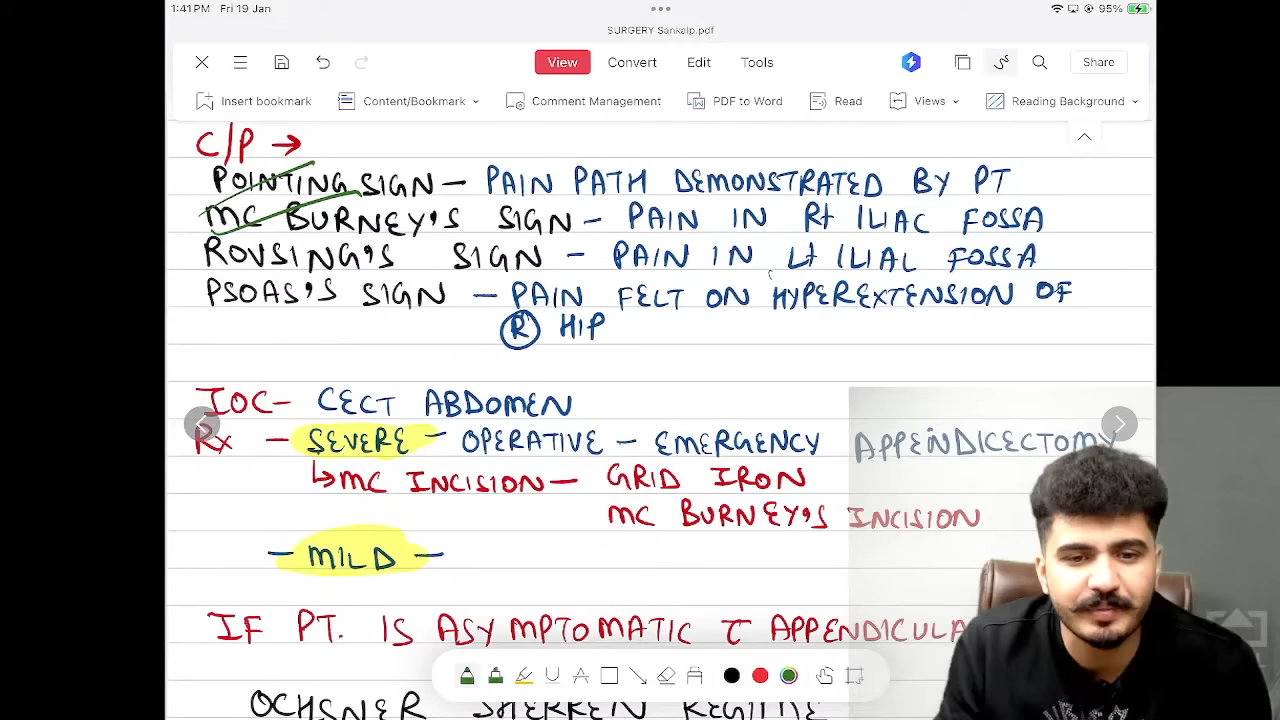 1:41 PM Fri 19 Jan
95%
SURGERY Sankalp.pdf
View Convert Edit Tools Share
Insert bookmark Content/Bookmark Comment Management PDF to Word Read Views Reading Background
C/P →
POINTING SIGN - PAIN PATH DEMONSTRATED BY PT
MC BURNEY'S SIGN - PAIN IN Rt ILIAC FOSSA
ROVSING'S SIGN - PAIN IN Lt ILIAL FOSSA
PSOAS'S SIGN - PAIN FELT ON HYPEREXTENSION OF
R HIP
IOC- CECT ABDOMEN
Rx - SEVERE - OPERATIVE - EMERGENCY APPENDICECTOMY
↳ MC INCISION - GRID IRON
MC BURNEY'S INCISION
- MILD -
IF PT. IS ASYMPTOMATIC C̄ APPENDICULA
OCHSNER SHERREN REGIME